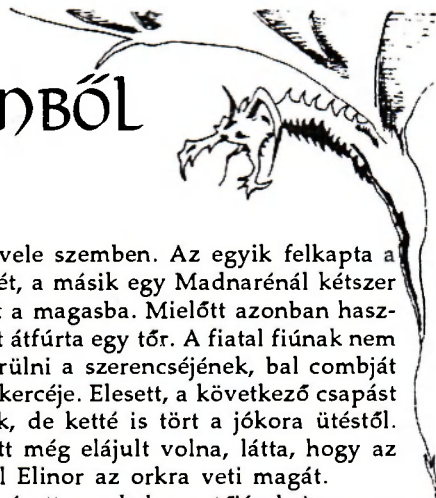 NBŐL
vele szemben. Az egyik felkapta a
ét, a másik egy Madnarénál kétszer
t a magasba. Mielőtt azonban hasz-
t átfúrta egy tőr. A fiatal fiúnak nem
rülni a szerencséjének, bal combját
kercéje. Elesett, a következő csapást
k, de ketté is tört a jókora ütéstől.
tt még elájult volna, látta, hogy az
l Elinor az orkra veti magát.